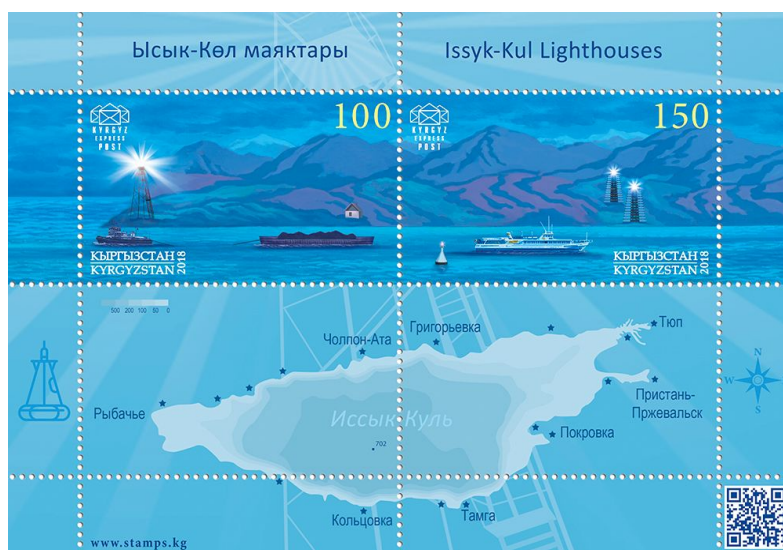 Ысык-Көл маяктары
Issyk-Kul Lighthouses
KYRGYZ
EXPRESS
POST
100
КЫРГЫЗСТАН
KYRGYZSTAN
2018
KYRGYZ
EXPRESS
POST
150
КЫРГЫЗСТАН
KYRGYZSTAN
2018
500 200 100 50 0
Чолпон-Ата
Григорьевка
Тюп
Рыбачье
Иссык-Куль
702
Пристань-
Пржевальск
Покровка
Кольцовка
Тамга
N
W E
S
www.stamps.kg